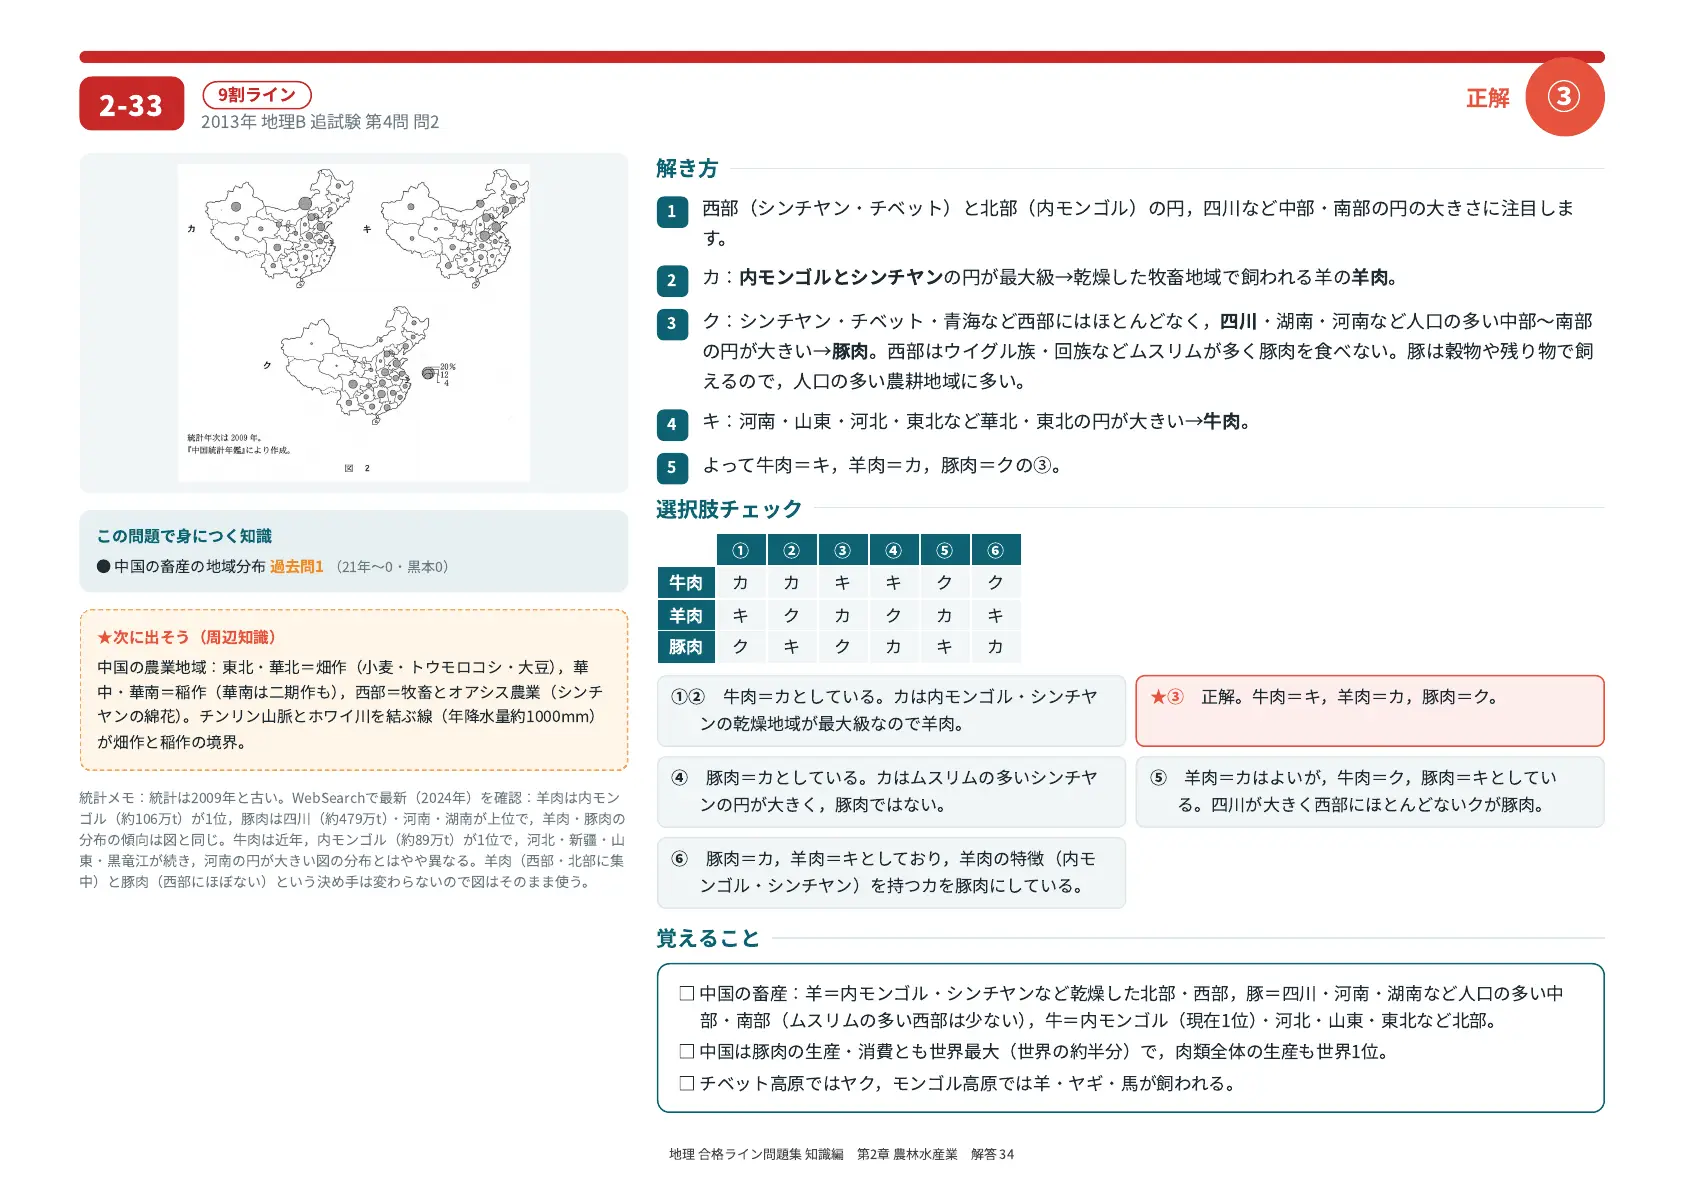 2-33
9割ライン
2013年 地理B 追試験 第4問 問2
正解 ③
カ
キ
ク
20%
12
4
統計年次は 2009 年。
『中国統計年鑑』により作成。
図 2
この問題で身につく知識
●中国の畜産の地域分布 過去問1 （21年〜0・黒本0）
★次に出そう（周辺知識）
中国の農業地域：東北・華北＝畑作（小麦・トウモロコシ・大豆），華
中・華南＝稲作（華南は二期作も），西部＝牧畜とオアシス農業（シンチ
ヤンの綿花）。チンリン山脈とホワイ川を結ぶ線（年降水量約1000mm）
が畑作と稲作の境界。
統計メモ：統計は2009年と古い。WebSearchで最新（2024年）を確認：羊肉は内モン
ゴル（約106万t）が1位，豚肉は四川（約479万t）・河南・湖南が上位で，羊肉・豚肉の
分布の傾向は図と同じ。牛肉は近年，内モンゴル（約89万t）が1位で，河北・新疆・山
東・黒竜江が続き，河南の円が大きい図の分布とはやや異なる。羊肉（西部・北部に集
中）と豚肉（西部にほぼない）という決め手は変わらないので図はそのまま使う。
解き方
1 西部（シンチヤン・チベット）と北部（内モンゴル）の円，四川など中部・南部の円の大きさに注目しま
す。
2 カ：内モンゴルとシンチヤンの円が最大級→乾燥した牧畜地域で飼われる羊の羊肉。
3 ク：シンチヤン・チベット・青海など西部にはほとんどなく，四川・湖南・河南など人口の多い中部〜南部
の円が大きい→豚肉。西部はウイグル族・回族などムスリムが多く豚肉を食べない。豚は穀物や残り物で飼
えるので，人口の多い農耕地域に多い。
4 キ：河南・山東・河北・東北など華北・東北の円が大きい→牛肉。
5 よって牛肉＝キ，羊肉＝カ，豚肉＝クの③。
選択肢チェック
① ② ③ ④ ⑤ ⑥
牛肉 カ カ キ キ ク ク
羊肉 キ ク カ ク カ キ
豚肉 ク キ ク カ キ カ
①② 牛肉＝カとしている。カは内モンゴル・シンチヤ
ンの乾燥地域が最大級なので羊肉。
★③ 正解。牛肉＝キ，羊肉＝カ，豚肉＝ク。
④ 豚肉＝カとしている。カはムスリムの多いシンチヤ
ンの円が大きく，豚肉ではない。
⑤ 羊肉＝カはよいが，牛肉＝ク，豚肉＝キとしてい
る。四川が大きく西部にほとんどないクが豚肉。
⑥ 豚肉＝カ，羊肉＝キとしており，羊肉の特徴（内モ
ンゴル・シンチヤン）を持つカを豚肉にしている。
覚えること
□ 中国の畜産：羊＝内モンゴル・シンチヤンなど乾燥した北部・西部，豚＝四川・河南・湖南など人口の多い中
部・南部（ムスリムの多い西部は少ない），牛＝内モンゴル（現在1位）・河北・山東・東北など北部。
□ 中国は豚肉の生産・消費とも世界最大（世界の約半分）で，肉類全体の生産も世界1位。
□ チベット高原ではヤク，モンゴル高原では羊・ヤギ・馬が飼われる。
地理 合格ライン問題集 知識編 第2章 農林水産業 解答 34